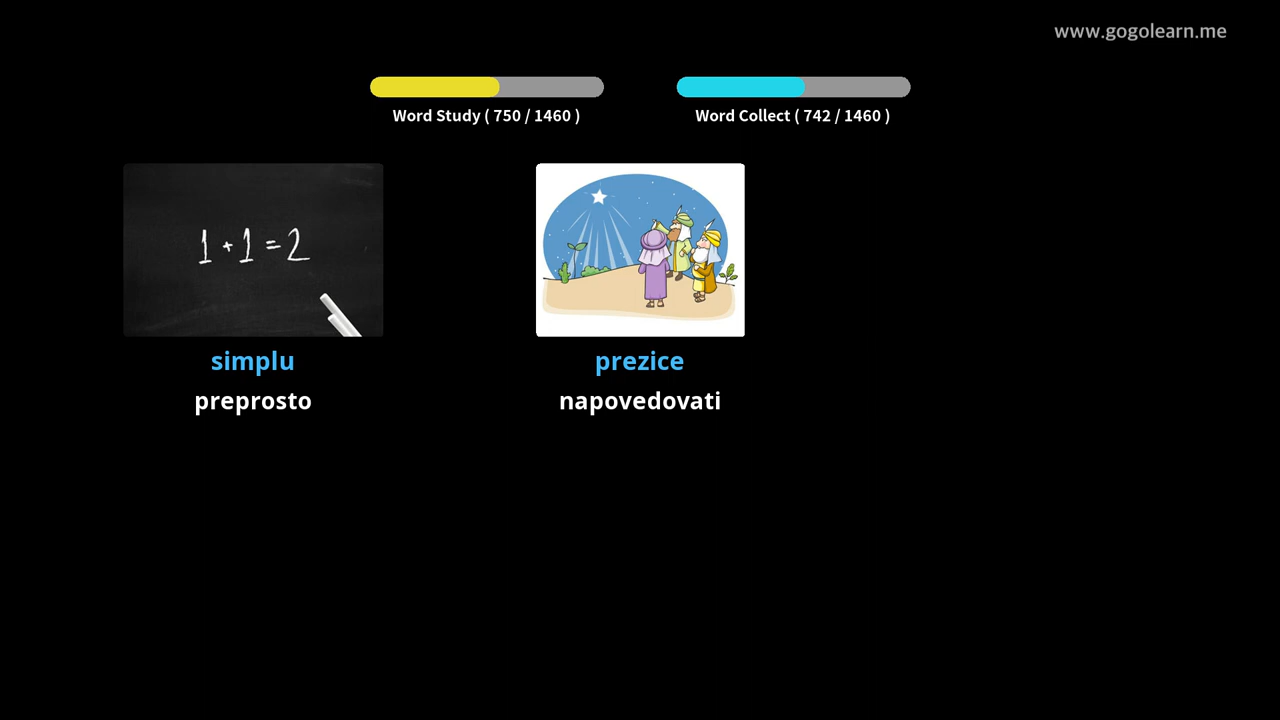 www.gogolearn.me
Word Study ( 750 / 1460 )
Word Collect ( 742 / 1460 )
1 + 1 = 2
simplu
preprosto
prezice
napovedovati